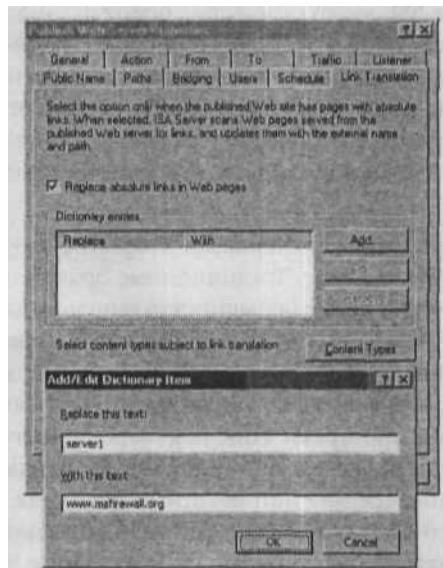 General Action From To Traffic Listener
Public Name Paths Bridging Users Schedule Link Translation
Select this option only when the published Web site has pages with absolute
links. When selected, ISA Server scans Web pages served from the
published Web server for links, and updates them with the external name
and path.
Replace absolute links in Web pages
Dictionary entries
Replace With
Add...
Select content types subject to link translation
Content Types
Add/Edit Dictionary Item
Replace this text:
server1
With this text
www.msfirewall.org
OK Cancel